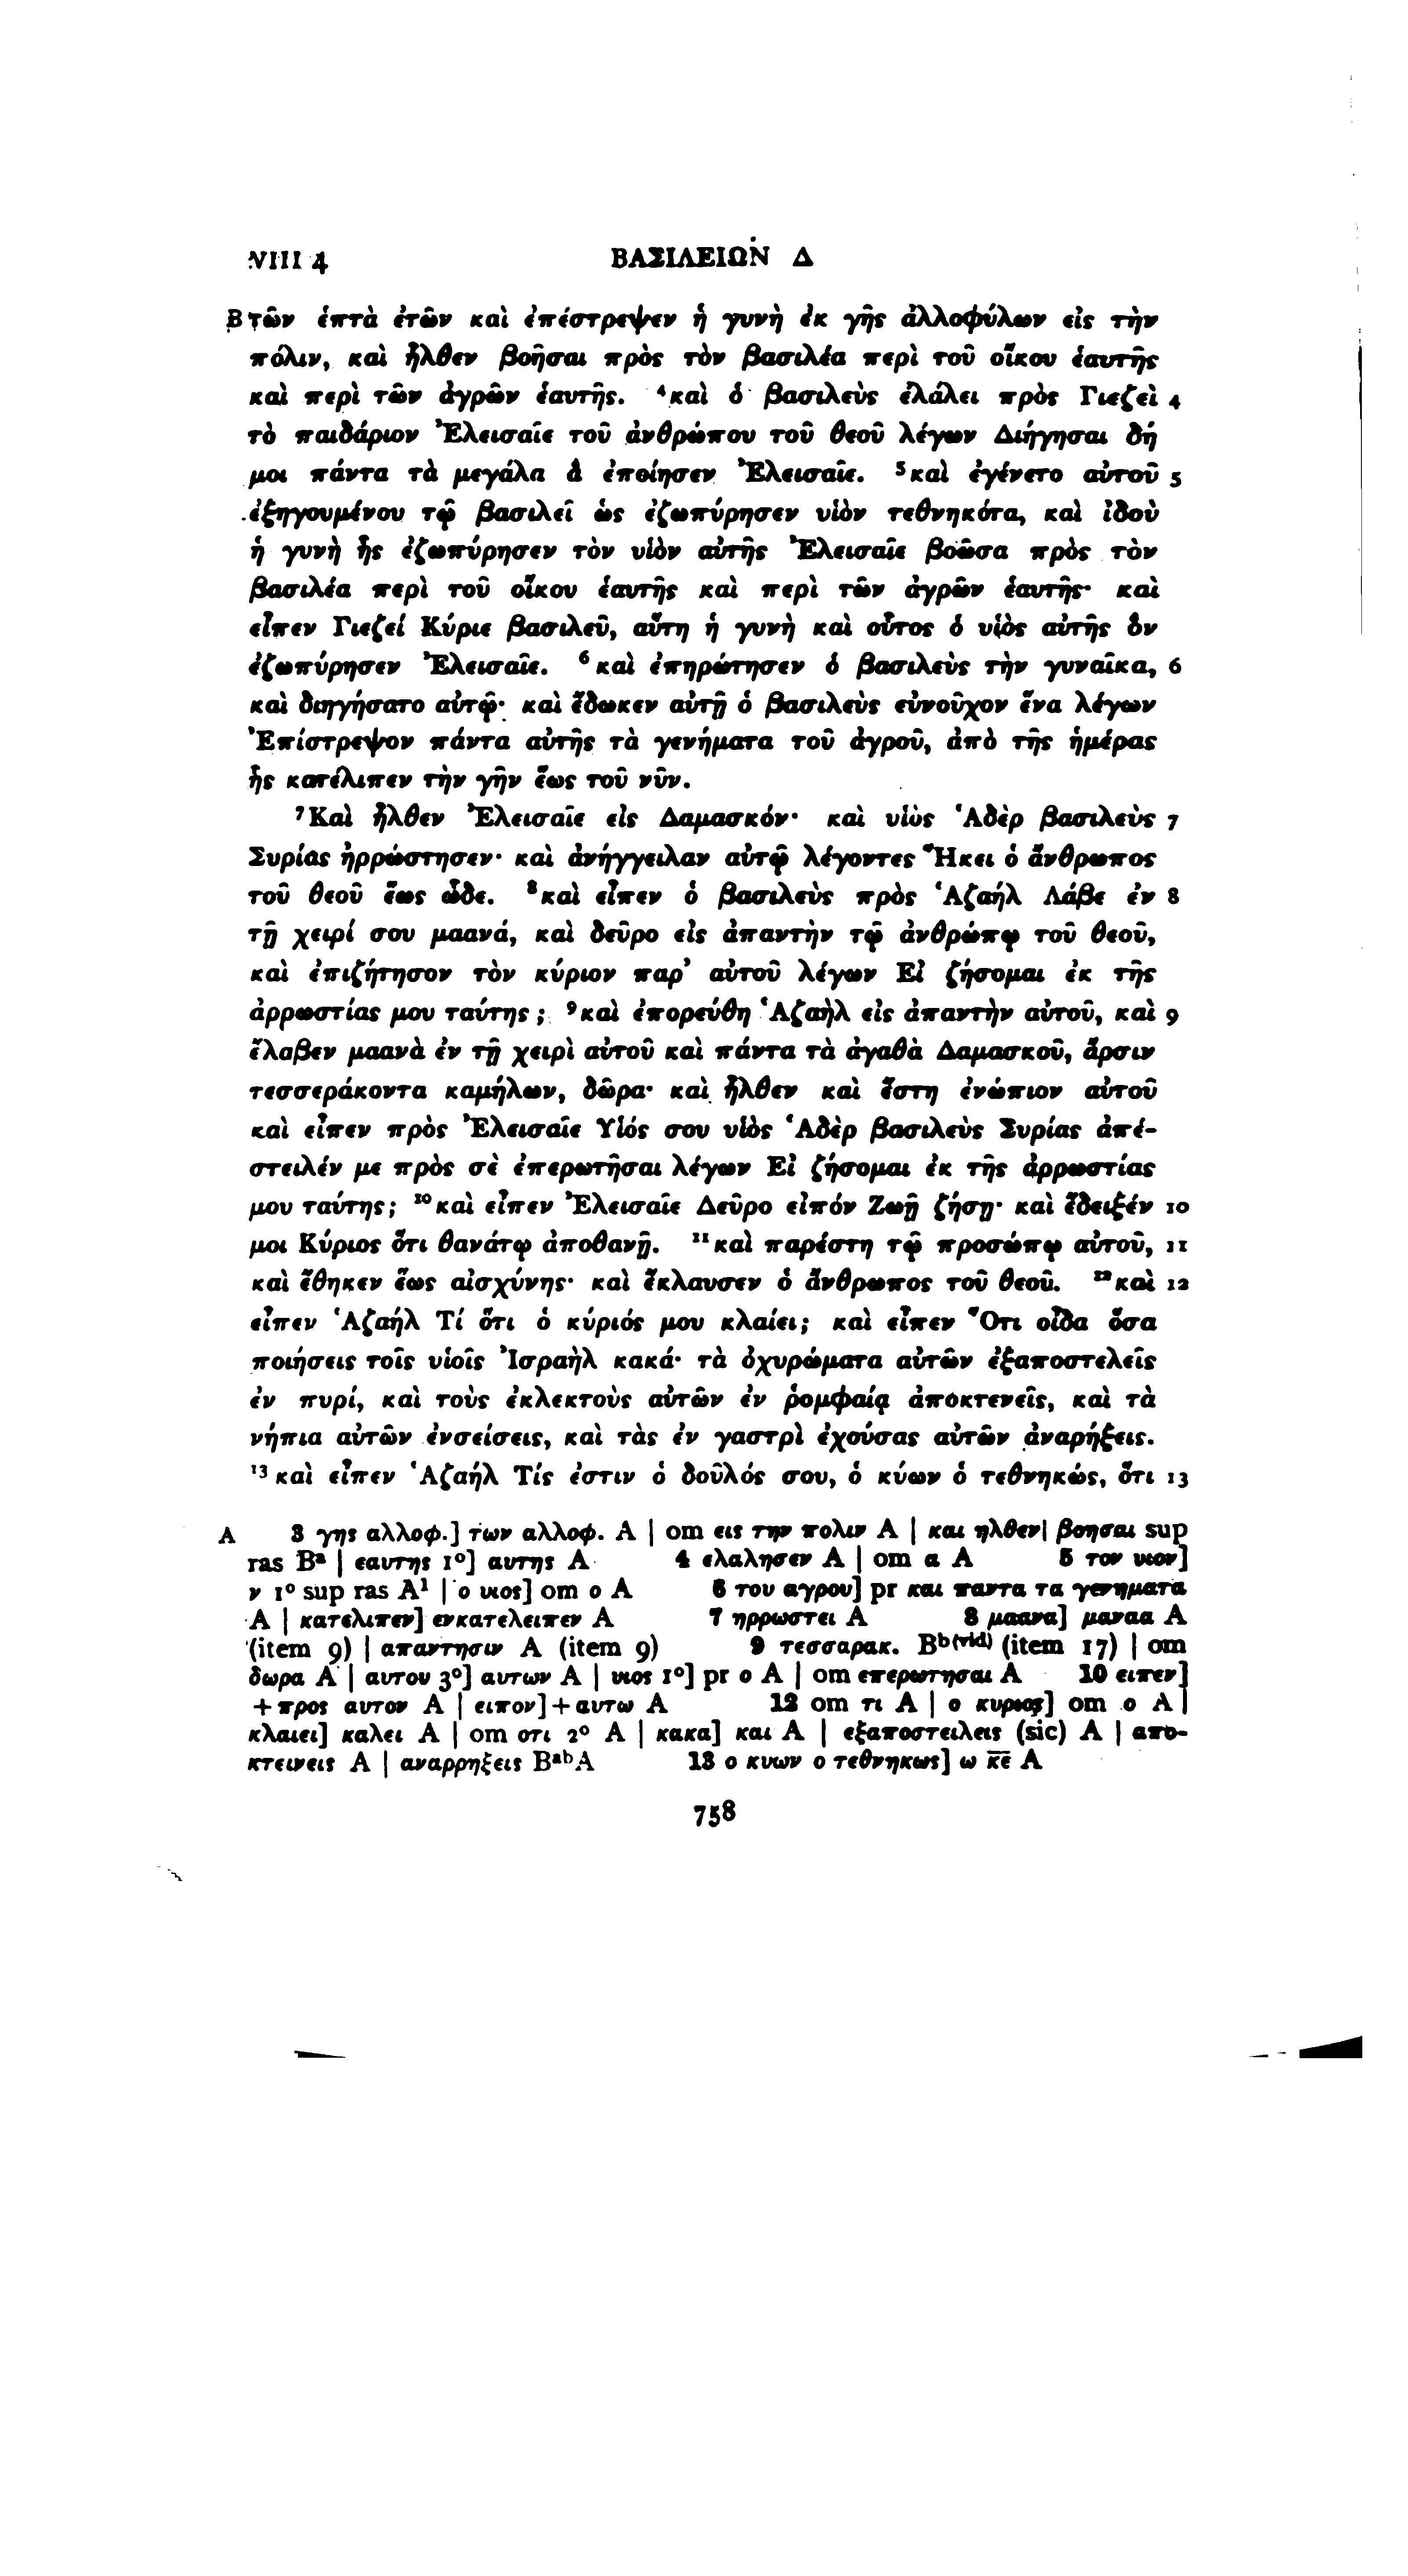 VIII 4 ΒΑΣΙΛΕΙΩΝ Δ
B τῶν ἑπτὰ ἐτῶν καὶ ἐπέστρεψεν ἡ γυνὴ ἐκ γῆς ἀλλοφύλων εἰς τὴν
πόλιν, καὶ ἦλθεν βοῆσαι πρὸς τὸν βασιλέα περὶ τοῦ οἴκου ἑαυτῆς
καὶ περὶ τῶν ἀγρῶν ἑαυτῆς. ⁴καὶ ὁ βασιλεὺς ἐλάλει πρὸς Γιεζεὶ 4
τὸ παιδάριον Ἐλεισαῖε τοῦ ἀνθρώπου τοῦ θεοῦ λέγων Διήγησαι δή
μοι πάντα τὰ μεγάλα ἃ ἐποίησεν Ἐλεισαῖε. ⁵καὶ ἐγένετο αὐτοῦ 5
ἐξηγουμένου τῷ βασιλεῖ ὡς ἐζωπύρησεν υἱὸν τεθνηκότα, καὶ ἰδοὺ
ἡ γυνὴ ἧς ἐζωπύρησεν τὸν υἱὸν αὐτῆς Ἐλεισαῖε βοῶσα πρὸς τὸν
βασιλέα περὶ τοῦ οἴκου ἑαυτῆς καὶ περὶ τῶν ἀγρῶν ἑαυτῆς· καὶ
εἶπεν Γιεζεί Κύριε βασιλεῦ, αὕτη ἡ γυνὴ καὶ οὗτος ὁ υἱὸς αὐτῆς ὃν
ἐζωπύρησεν Ἐλεισαῖε. ⁶καὶ ἐπηρώτησεν ὁ βασιλεὺς τὴν γυναῖκα, 6
καὶ διηγήσατο αὐτῷ· καὶ ἔδωκεν αὐτῇ ὁ βασιλεὺς εὐνοῦχον ἕνα λέγων
Ἐπίστρεψον πάντα αὐτῆς τὰ γενήματα τοῦ ἀγροῦ, ἀπὸ τῆς ἡμέρας
ἧς κατέλιπεν τὴν γῆν ἕως τοῦ νῦν.
⁷Καὶ ἦλθεν Ἐλεισαῖε εἰς Δαμασκόν· καὶ υἱὸς Ἁδὲρ βασιλεὺς 7
Συρίας ἠρρώστησεν· καὶ ἀνήγγειλαν αὐτῷ λέγοντες Ἥκει ὁ ἄνθρωπος
τοῦ θεοῦ ἕως ὧδε. ⁸καὶ εἶπεν ὁ βασιλεὺς πρὸς Ἁζαήλ Λάβε ἐν 8
τῇ χειρί σου μαανά, καὶ δεῦρο εἰς ἀπαντὴν τῷ ἀνθρώπῳ τοῦ θεοῦ,
καὶ ἐπιζήτησον τὸν κύριον παρʼ αὐτοῦ λέγων Εἰ ζήσομαι ἐκ τῆς
ἀρρωστίας μου ταύτης; ⁹καὶ ἐπορεύθη Ἁζαὴλ εἰς ἀπαντὴν αὐτοῦ, καὶ 9
ἔλαβεν μαανὰ ἐν τῇ χειρὶ αὐτοῦ καὶ πάντα τὰ ἀγαθὰ Δαμασκοῦ, ἄρσιν
τεσσεράκοντα καμήλων, δῶρα· καὶ ἦλθεν καὶ ἔστη ἐνώπιον αὐτοῦ
καὶ εἶπεν πρὸς Ἐλεισαῖε Υἱός σου υἱὸς Ἁδὲρ βασιλεὺς Συρίας ἀπέ-
στειλέν με πρὸς σὲ ἐπερωτῆσαι λέγων Εἰ ζήσομαι ἐκ τῆς ἀρρωστίας
μου ταύτης; ¹⁰καὶ εἶπεν Ἐλεισαῖε Δεῦρο εἰπόν Ζωῇ ζήσῃ· καὶ ἔδειξέν 10
μοι Κύριος ὅτι θανάτῳ ἀποθανῇ. ¹¹καὶ παρέστη τῷ προσώπῳ αὐτοῦ, 11
καὶ ἔθηκεν ἕως αἰσχύνης· καὶ ἔκλαυσεν ὁ ἄνθρωπος τοῦ θεοῦ. ¹²καὶ 12
εἶπεν Ἁζαήλ Τί ὅτι ὁ κύριός μου κλαίει; καὶ εἶπεν Ὅτι οἶδα ὅσα
ποιήσεις τοῖς υἱοῖς Ἰσραὴλ κακά· τὰ ὀχυρώματα αὐτῶν ἐξαποστελεῖς
ἐν πυρί, καὶ τοὺς ἐκλεκτοὺς αὐτῶν ἐν ῥομφαίᾳ ἀποκτενεῖς, καὶ τὰ
νήπια αὐτῶν ἐνσείσεις, καὶ τὰς ἐν γαστρὶ ἐχούσας αὐτῶν ἀναρήξεις.
¹³καὶ εἶπεν Ἁζαήλ Τίς ἐστιν ὁ δοῦλός σου, ὁ κύων ὁ τεθνηκώς, ὅτι 13
A 3 γης αλλοφ.] των αλλοφ. A | om εις την πολιν A | και ηλθεν| βοησαι sup
ras Bᵃ | εαυτης 1°] αυτης A 4 ελαλησεν A | om α A 5 τον υιον]
ν 1° sup ras A¹ | ο υιος] om ο A 6 του αγρου] pr και παντα τα γενηματα
A | κατελιπεν] ενκατελειπεν A 7 ηρρωστει A 8 μαανα] μαναα A
(item 9) | απαντησιν A (item 9) 9 τεσσαρακ. Bᵇ⁽ᵛⁱᵈ⁾ (item 17) | om
δωρα A | αυτου 3°] αυτων A | υιος 1°] pr ο A | om επερωτησαι A 10 ειπεν]
+προς αυτον A | ειπον]+αυτω A 12 om τι A | ο κυριος] om ο A |
κλαιει] καλει A | om οτι 2° A | κακα] και A | εξαποστειλεις (sic) A | απο-
κτεινεις A | αναρρηξεις BᵃᵇA 13 ο κυων ο τεθνηκως] ω κ̅ε̅ A
758